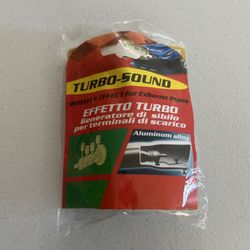 TURBO-SOUND
WHISTLE EFFECT for Exhaust Pipes
EFFETTO TURBO
Generatore di sibilo
per terminali di scarico
Aluminum alloy